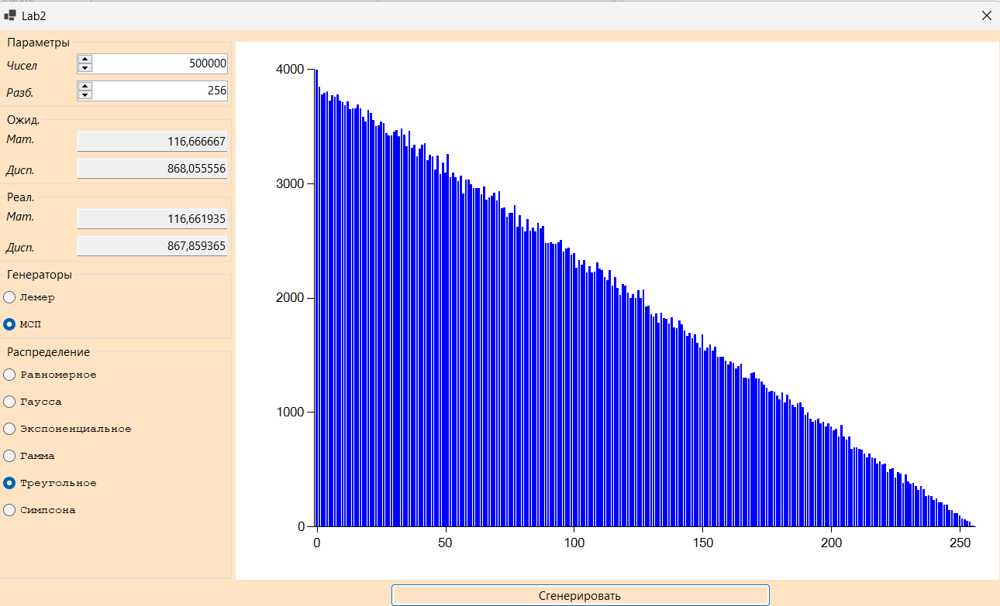 Lab2
Параметры
Чисел 500000
Разб. 256
Ожид.
Мат. 116,666667
Дисп. 868,055556
Реал.
Мат. 116,661935
Дисп. 867,859365
Генераторы
Лемер
МСП
Распределение
Равномерное
Гаусса
Экспоненциальное
Гамма
Треугольное
Симпсона
4000
3000
2000
1000
0
0 50 100 150 200 250
Сгенерировать